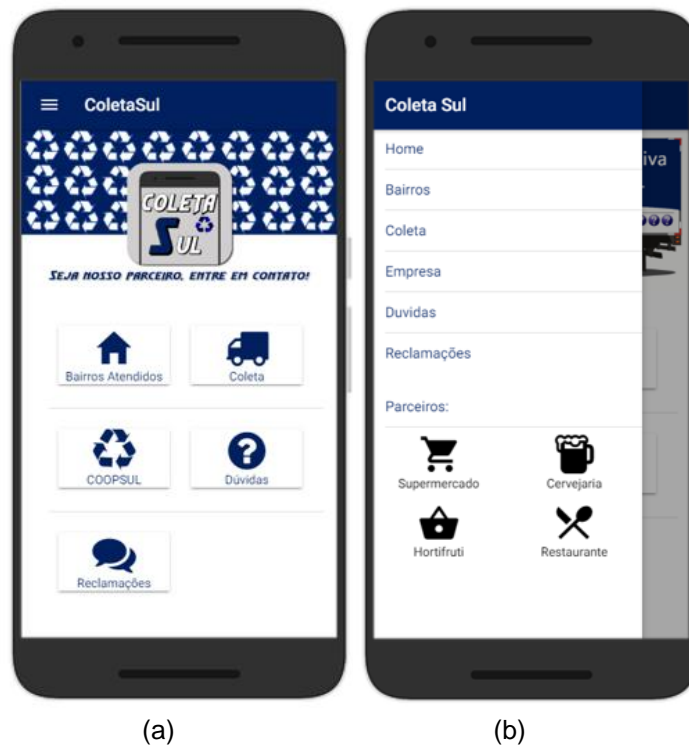 ColetaSul
COLETA
SUL
SEJA NOSSO PARCEIRO, ENTRE EM CONTATO!
Bairros Atendidos
Coleta
COOPSUL
Dúvidas
Reclamações
(a)
Coleta Sul
Home
Bairros
Coleta
Empresa
Duvidas
Reclamações
Parceiros:
Supermercado
Cervejaria
Hortifruti
Restaurante
iva
(b)